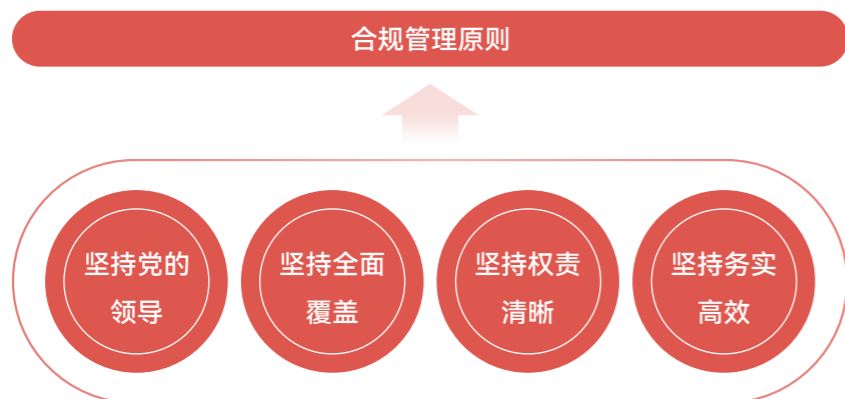 合规管理原则
坚持党的
领导
坚持全面
覆盖
坚持权责
清晰
坚持务实
高效